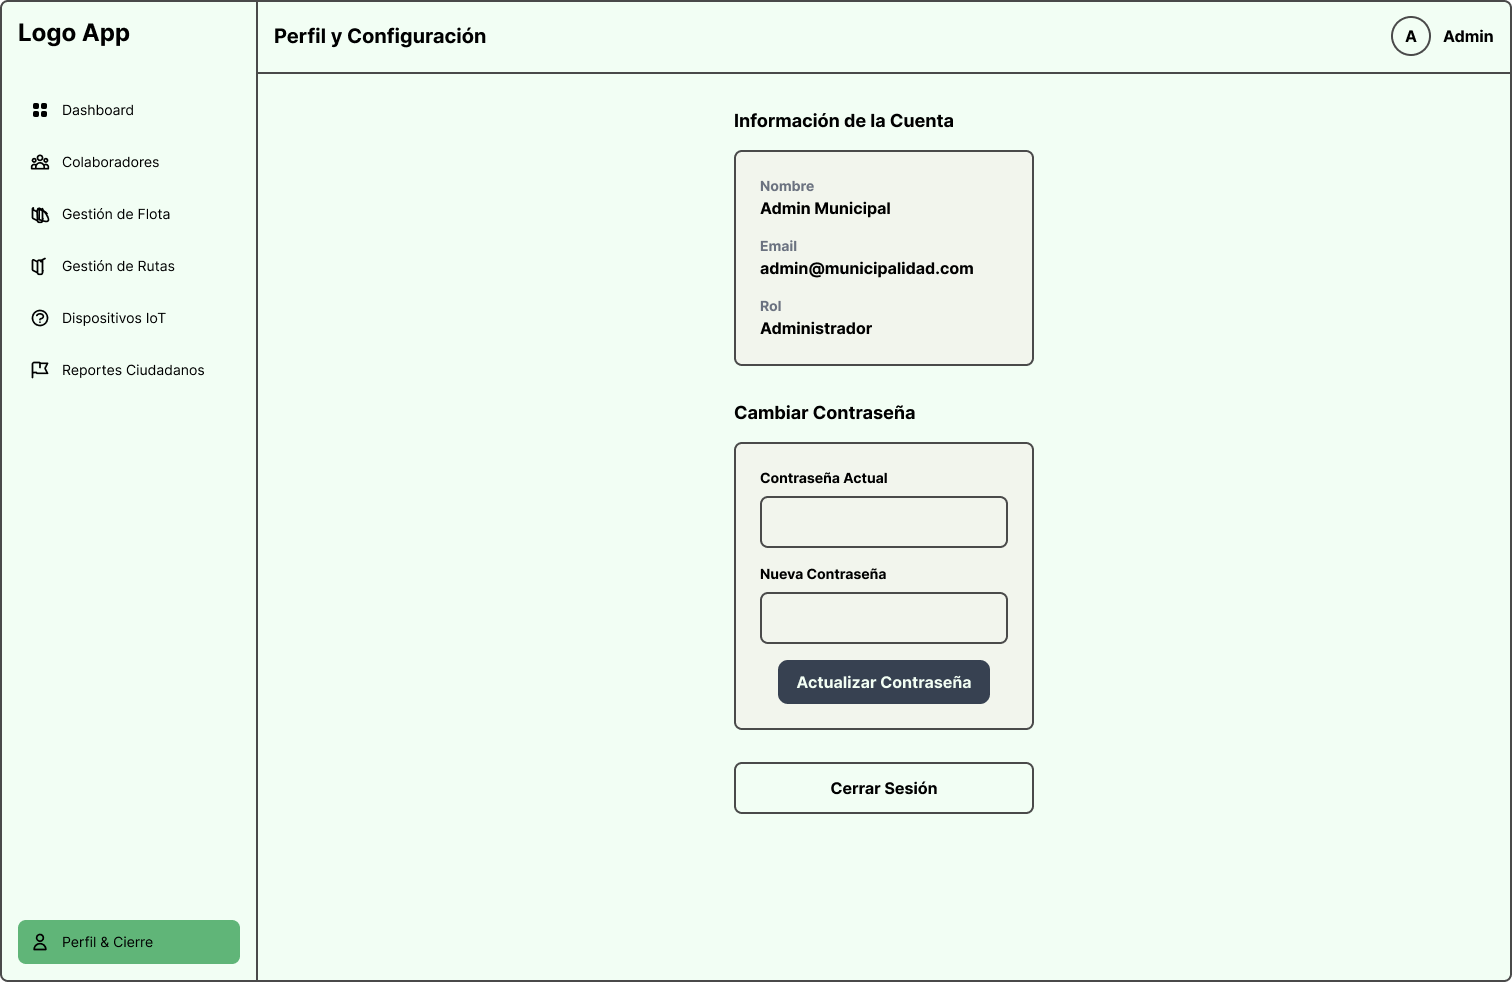 Logo App
Dashboard
Colaboradores
Gestión de Flota
Gestión de Rutas
Dispositivos IoT
Reportes Ciudadanos
Perfil & Cierre
Perfil y Configuración
A
Admin
Información de la Cuenta
Nombre
Admin Municipal
Email
admin@municipalidad.com
Rol
Administrador
Cambiar Contraseña
Contraseña Actual
Nueva Contraseña
Actualizar Contraseña
Cerrar Sesión